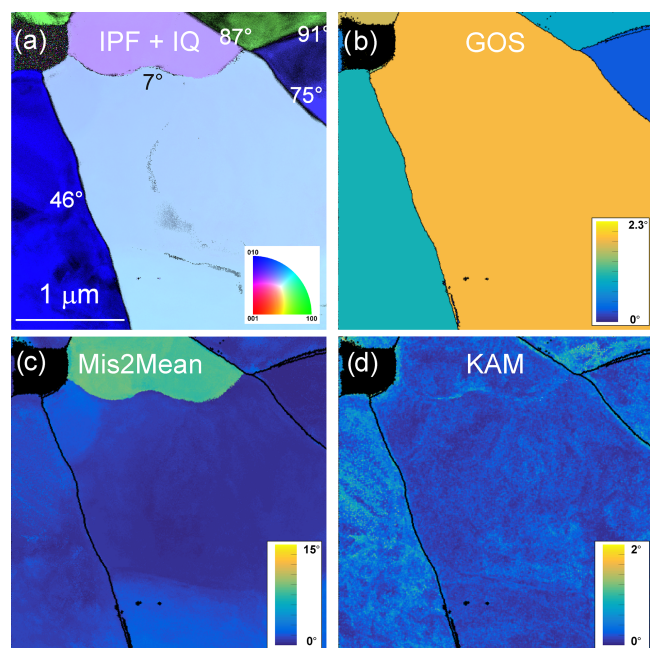 (a) IPF + IQ 87° 91°
7° 75°
46°
010
001 100
1 μm
(b) GOS
2.3°
0°
(c) Mis2Mean
15°
0°
(d) KAM
2°
0°